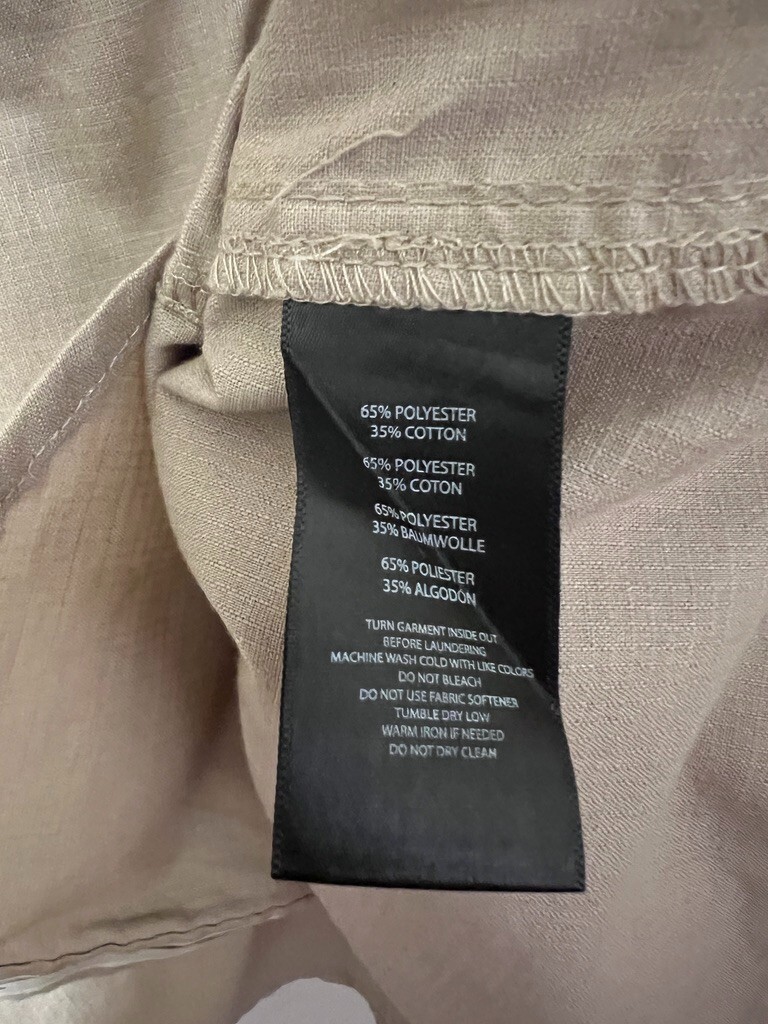 65% POLYESTER
35% COTTON
65% POLYESTER
35% COTON
65% POLYESTER
35% BAUMWOLLE
65% POLIESTER
35% ALGODÓN
TURN GARMENT INSIDE OUT
BEFORE LAUNDERING
MACHINE WASH COLD WITH LIKE COLORS
DO NOT BLEACH
DO NOT USE FABRIC SOFTENER
TUMBLE DRY LOW
WARM IRON IF NEEDED
DO NOT DRY CLEAN